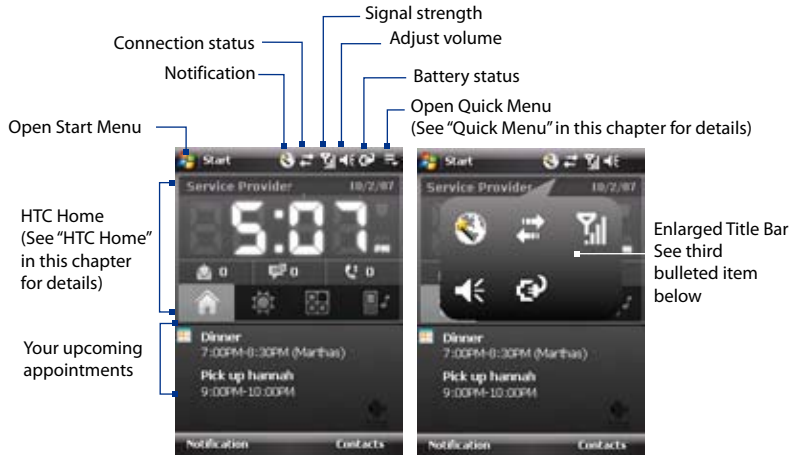 Signal strength
Connection status
Adjust volume
Notification
Battery status
Open Quick Menu
(See “Quick Menu” in this chapter for details)
Open Start Menu
Start
Service Provider 10/2/07
5:07
0 0 0
HTC Home
(See “HTC Home”
in this chapter
for details)
Your upcoming
appointments
Dinner
7:00PM-8:30PM (Marthas)
Pick up hannah
9:00PM-10:00PM
Notification Contacts
Start
Service Provider 10/2/07
Dinner
7:00PM-8:30PM (Marthas)
Pick up hannah
9:00PM-10:00PM
Notification Contacts
Enlarged Title Bar
See third
bulleted item
below